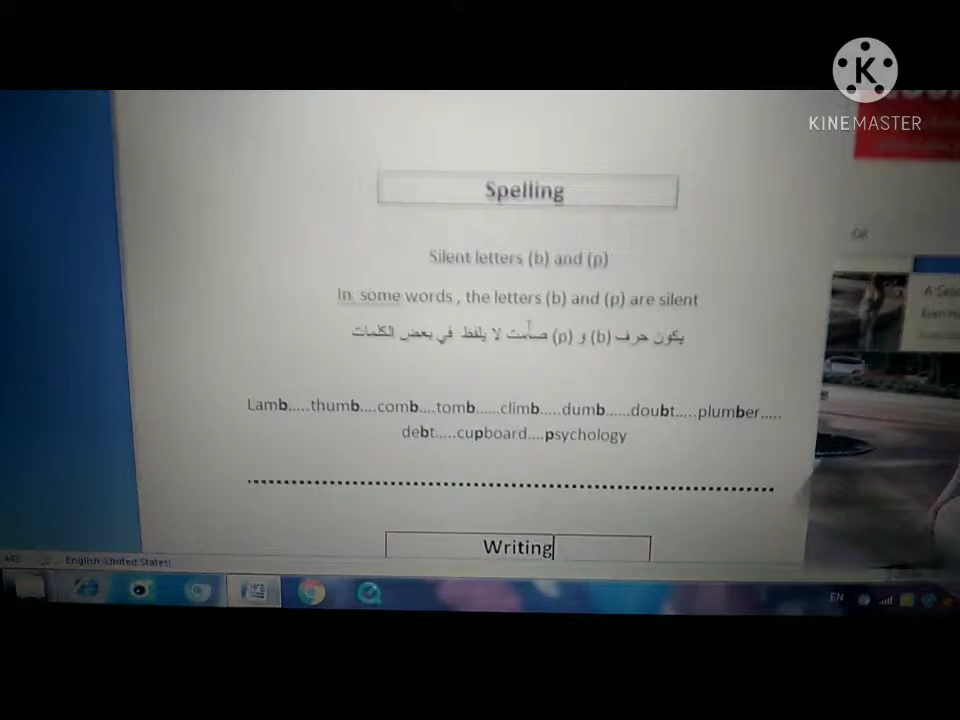 KINEMASTER
Spelling
Silent letters (b) and (p)
In some words , the letters (b) and (p) are silent
يكون حرف (b) و (p) صأمت لا يلفظ في بعض الكلمات
Lamb.....thumb....comb....tomb......climb.....dumb......doubt.....plumber.....
debt.....cupboard....psychology
Writing
English (United States)
EN